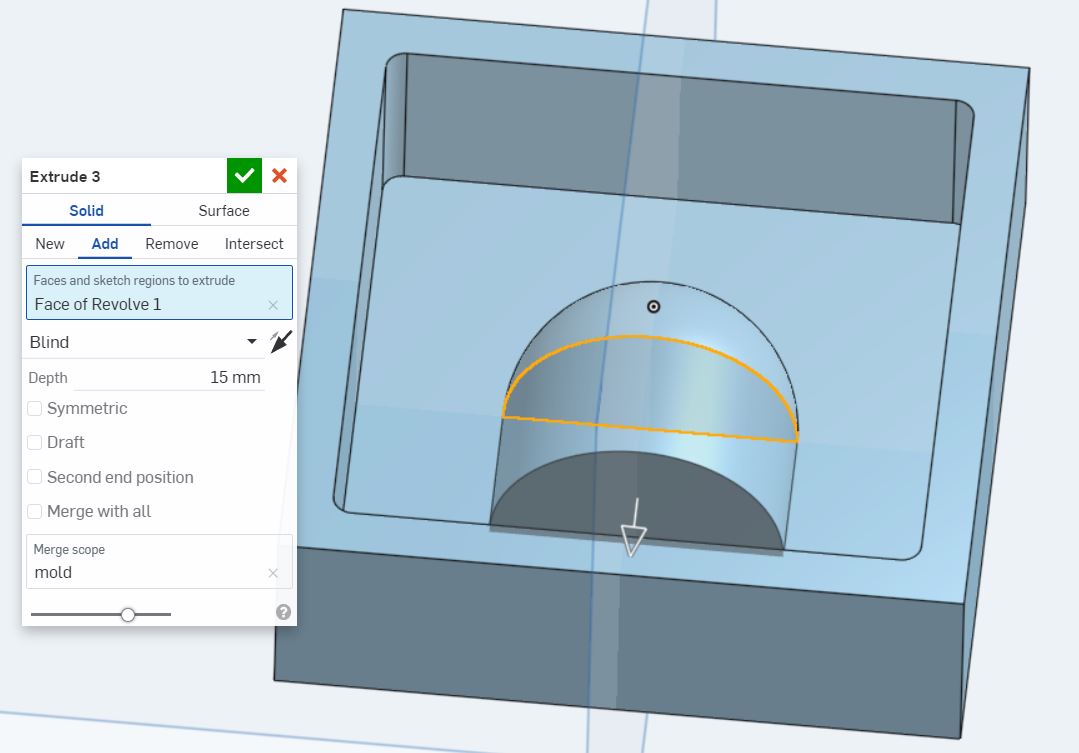 Extrude 3
Solid Surface
New Add Remove Intersect
Faces and sketch regions to extrude
Face of Revolve 1
Blind
Depth 15 mm
Symmetric
Draft
Second end position
Merge with all
Merge scope
mold